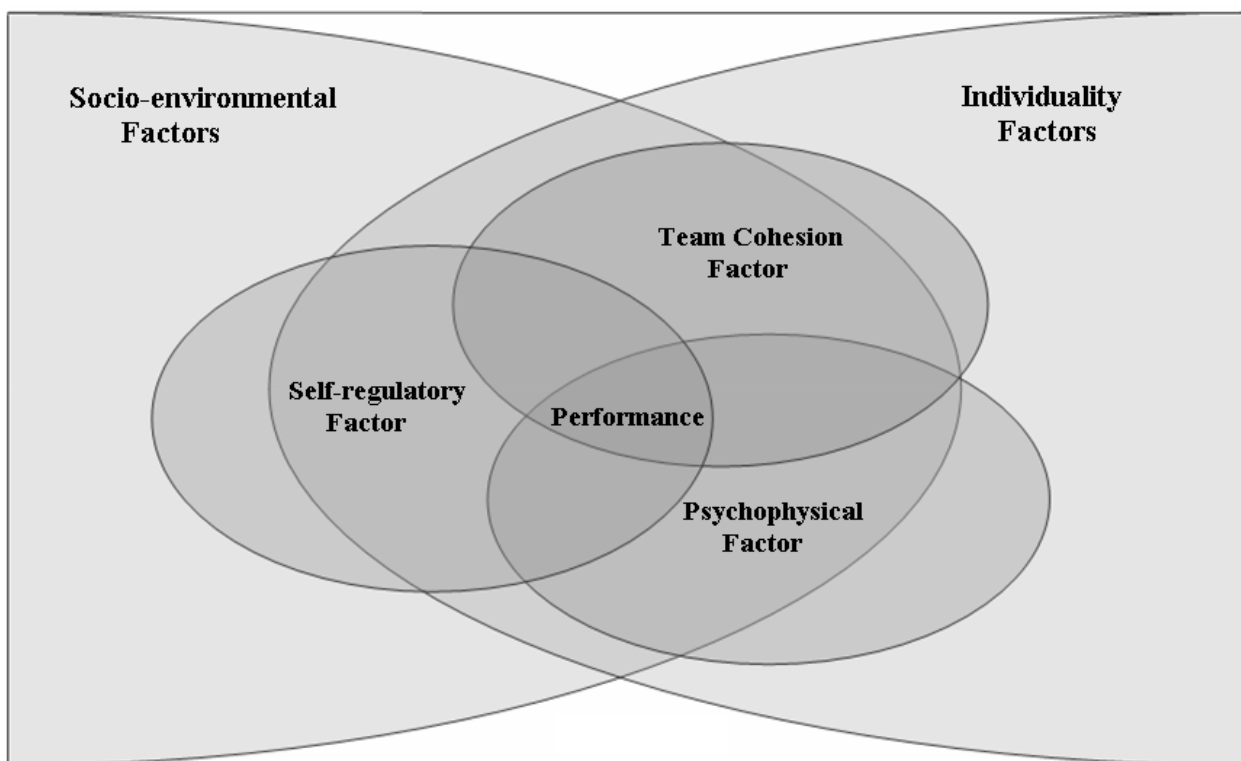 Socio-environmental
Factors
Individuality
Factors
Team Cohesion
Factor
Self-regulatory
Factor
Performance
Psychophysical
Factor